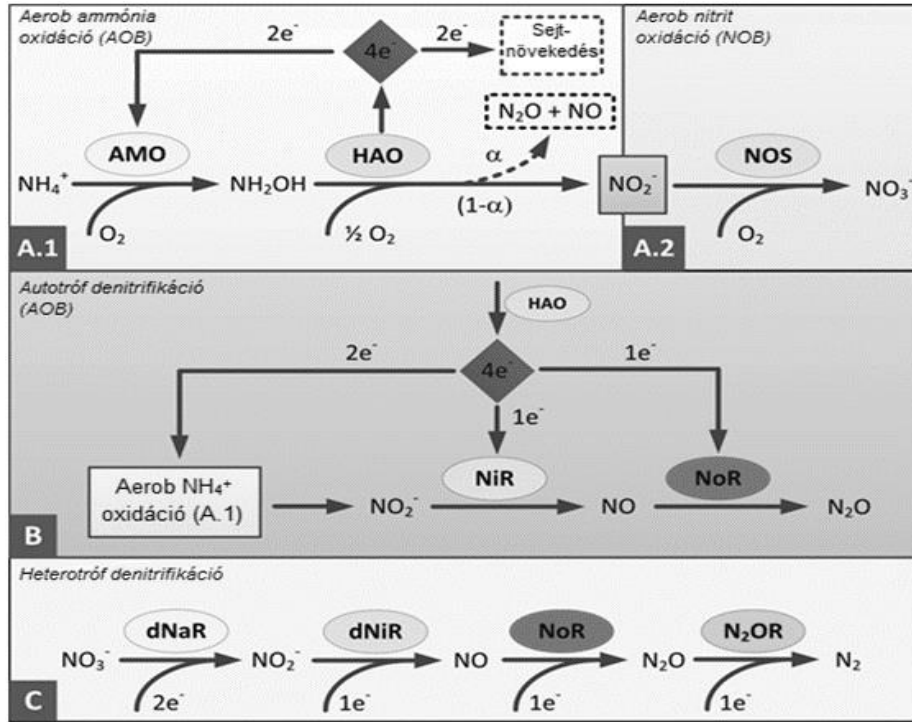 Aerob ammónia
oxidáció (AOB)
2e⁻
4e⁻
2e⁻
Sejt-
növekedés
N₂O + NO
AMO
HAO
α
NH₄⁺
NH₂OH
(1-α)
O₂
½ O₂
A.1
Aerob nitrit
oxidáció (NOB)
NOS
NO₂⁻
NO₃⁻
O₂
A.2
Autotróf denitrifikáció
(AOB)
HAO
2e⁻
4e⁻
1e⁻
1e⁻
NiR
NoR
Aerob NH₄⁺
oxidáció (A.1)
NO₂⁻
NO
N₂O
B
Heterotróf denitrifikáció
dNaR
dNiR
NoR
N₂OR
NO₃⁻
NO₂⁻
NO
N₂O
N₂
2e⁻
1e⁻
1e⁻
1e⁻
C